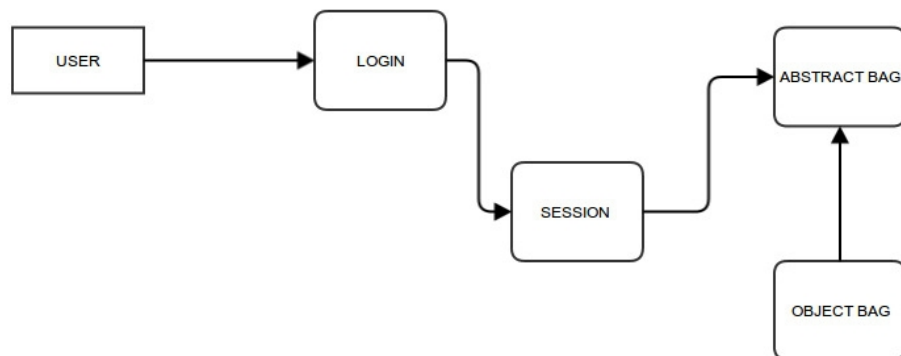 USER
LOGIN
ABSTRACT BAG
SESSION
OBJECT BAG